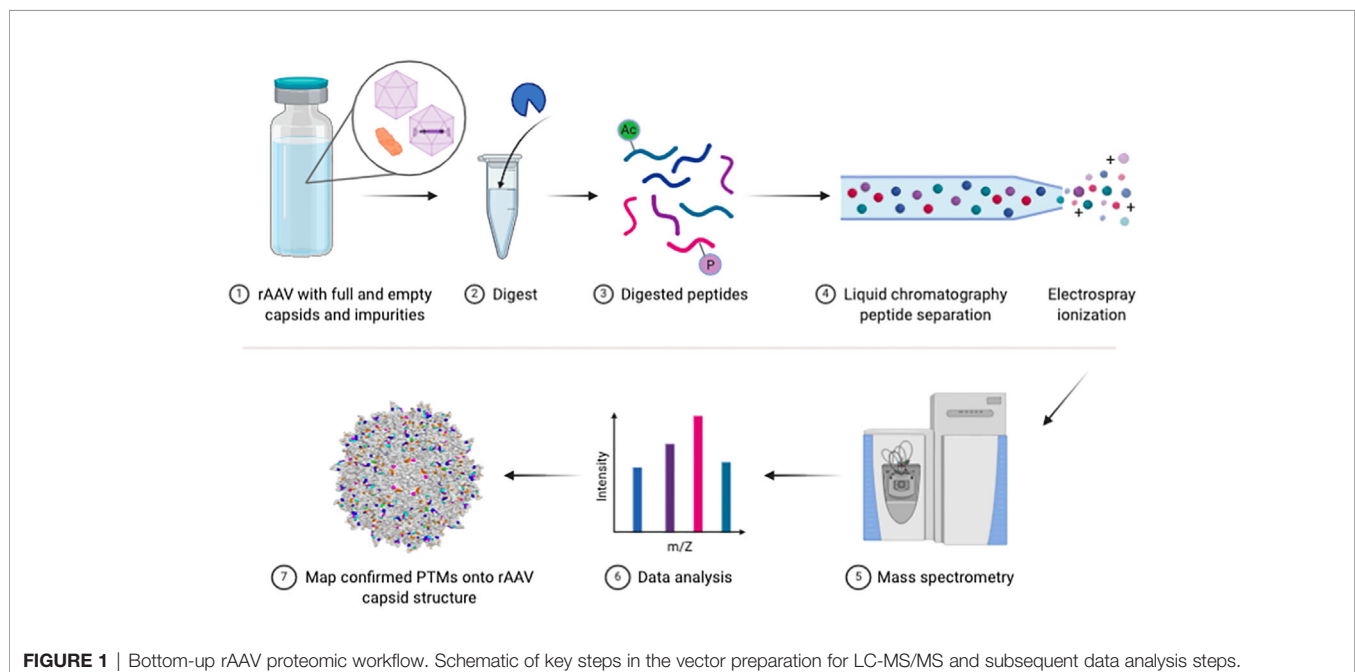 Ac
P
+
+
+
1 rAAV with full and empty
capsids and impurities
2 Digest
3 Digested peptides
4 Liquid chromatography
peptide separation
Electrospray
ionization
Intensity
m/Z
7 Map confirmed PTMs onto rAAV
capsid structure
6 Data analysis
5 Mass spectrometry
FIGURE 1 | Bottom-up rAAV proteomic workflow. Schematic of key steps in the vector preparation for LC-MS/MS and subsequent data analysis steps.